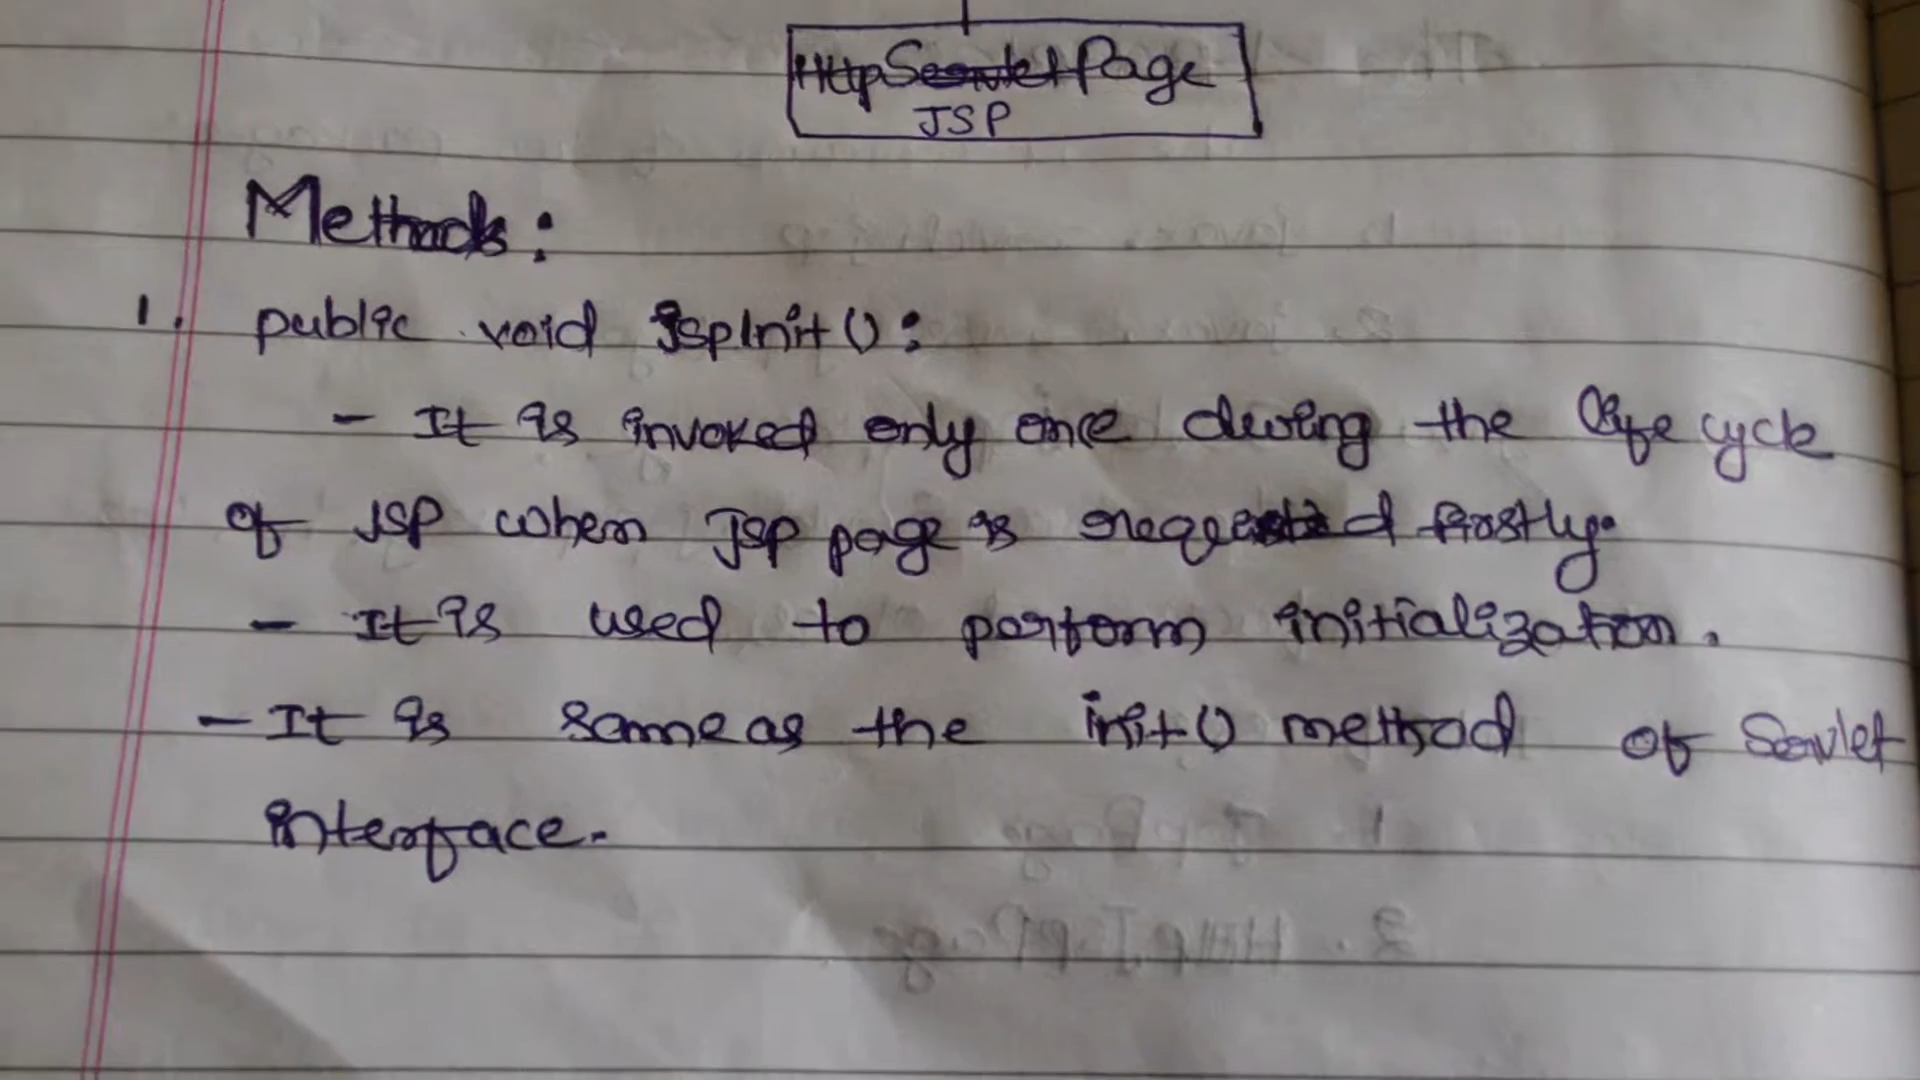 HttpServletPage
JSP
Methods:
1. public void jspInit():
- It is invoked only once during the life cycle
of JSP when JSP page is requested firstly.
- It is used to perform initialization.
- It is same as the init() method of Servlet
interface.